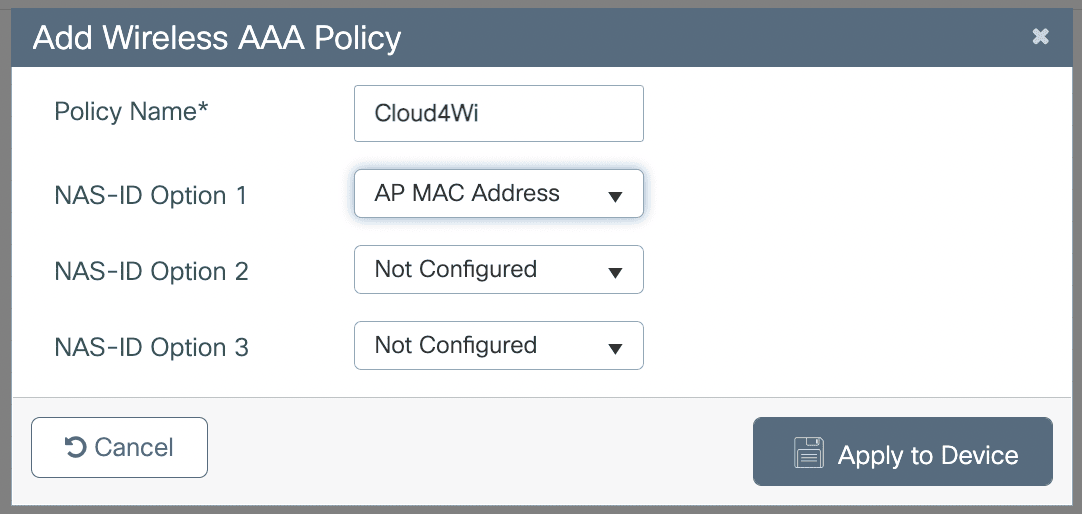 Add Wireless AAA Policy
Policy Name* Cloud4Wi
NAS-ID Option 1 AP MAC Address
NAS-ID Option 2 Not Configured
NAS-ID Option 3 Not Configured
Cancel Apply to Device